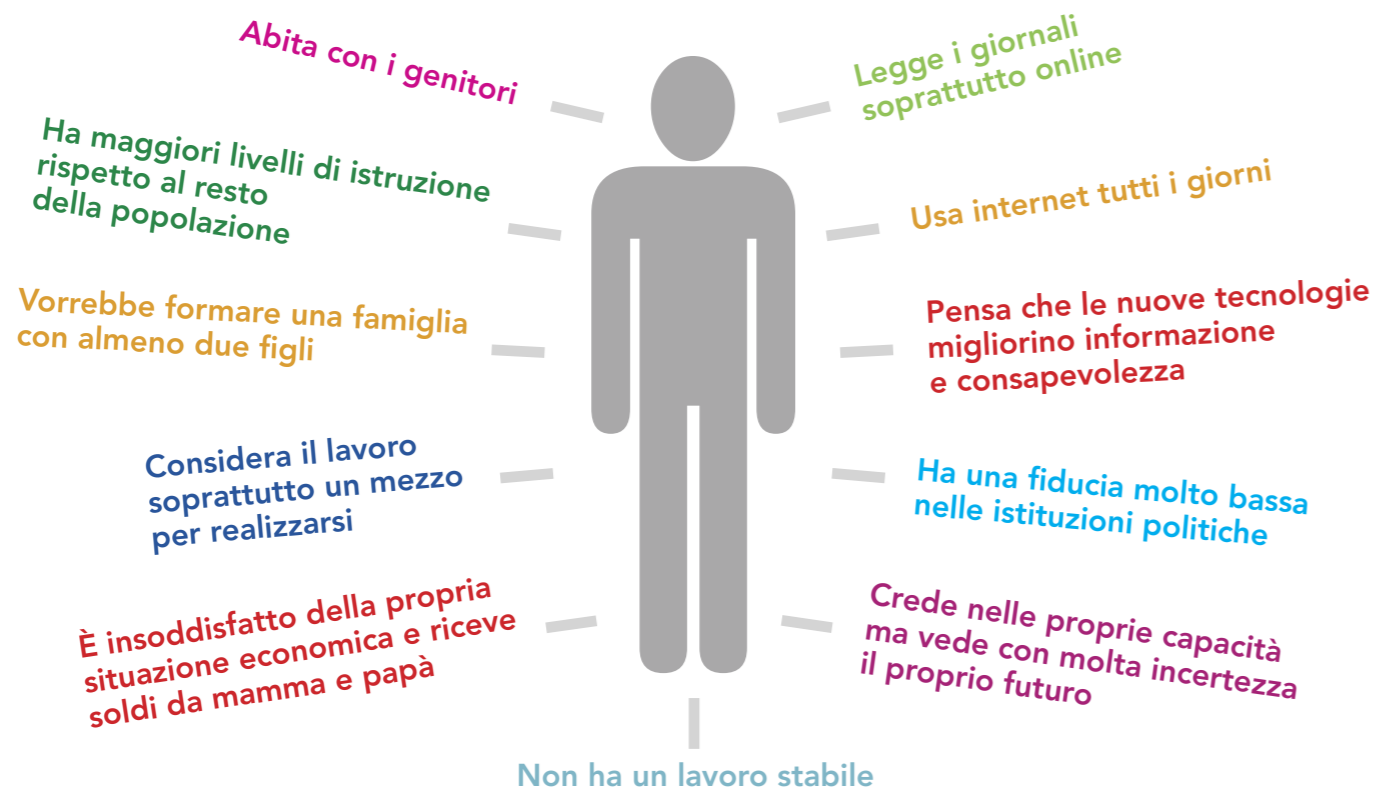 Abita con i genitori
Ha maggiori livelli di istruzione
rispetto al resto
della popolazione
Vorrebbe formare una famiglia
con almeno due figli
Considera il lavoro
soprattutto un mezzo
per realizzarsi
È insoddisfatto della propria
situazione economica e riceve
soldi da mamma e papà
Legge i giornali
soprattutto online
Usa internet tutti i giorni
Pensa che le nuove tecnologie
migliorino informazione
e consapevolezza
Ha una fiducia molto bassa
nelle istituzioni politiche
Crede nelle proprie capacità
ma vede con molta incertezza
il proprio futuro
Non ha un lavoro stabile